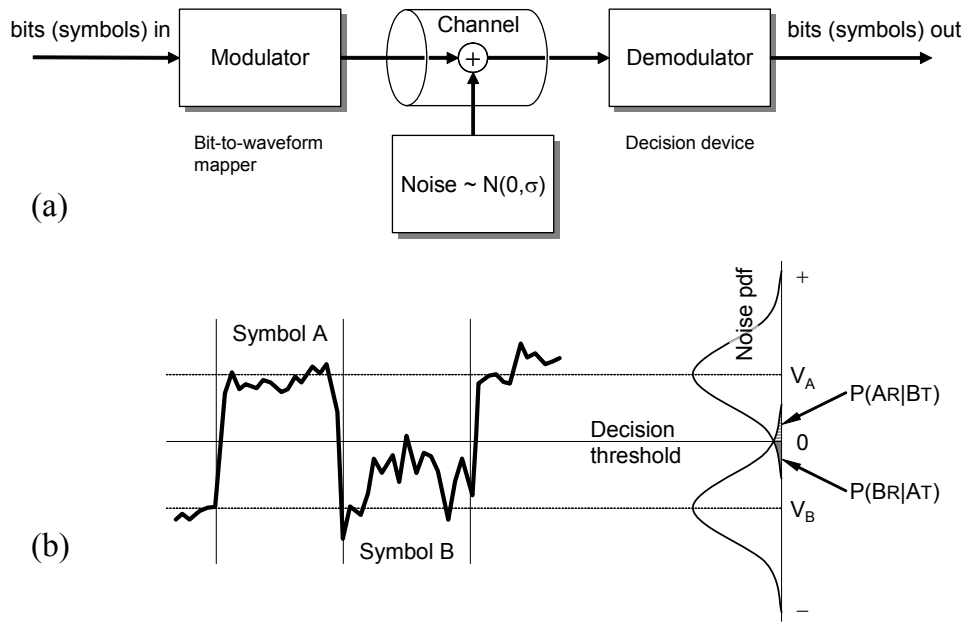 bits (symbols) in
Modulator
Channel
+
Demodulator
bits (symbols) out
Bit-to-waveform
mapper
Decision device
Noise ~ N(0,σ)
(a)
+
Noise pdf
Symbol A
VA
P(AR|BT)
Decision
threshold
0
P(BR|AT)
VB
Symbol B
(b)
−